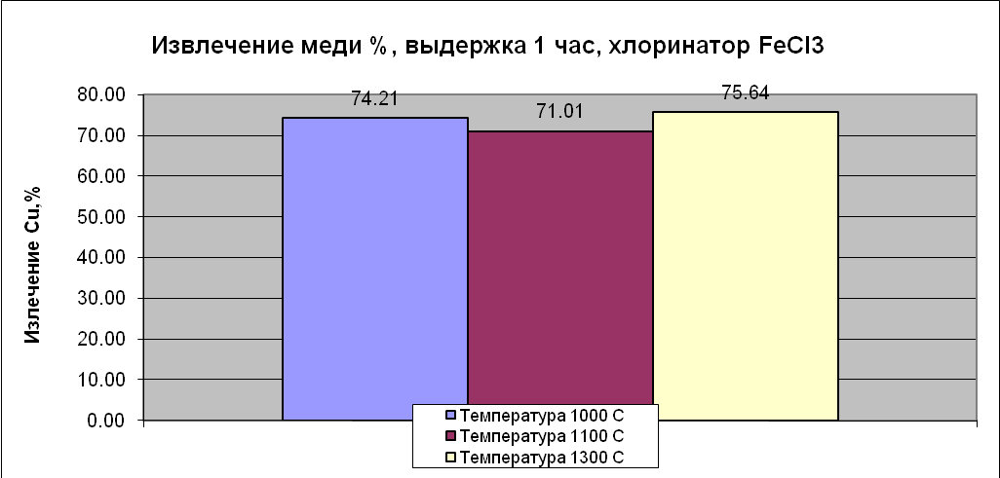 Извлечение меди %, выдержка 1 час, хлоринатор FeCl3
Излечение Cu,%
80.00
70.00
60.00
50.00
40.00
30.00
20.00
10.00
0.00
74.21
71.01
75.64
Температура 1000 С
Температура 1100 С
Температура 1300 С